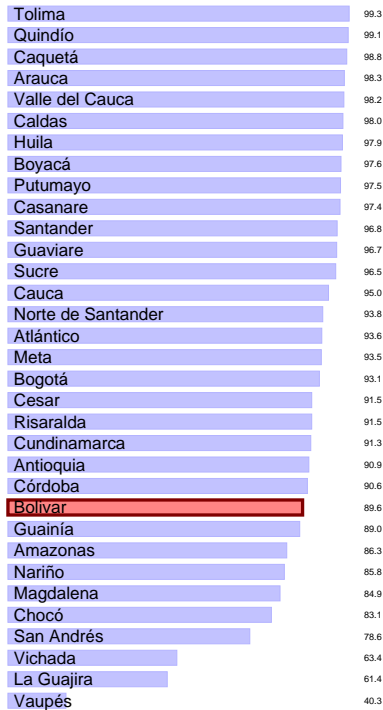 Tolima 99.3
Quindío 99.1
Caquetá 98.8
Arauca 98.3
Valle del Cauca 98.2
Caldas 98.0
Huila 97.9
Boyacá 97.6
Putumayo 97.5
Casanare 97.4
Santander 96.8
Guaviare 96.7
Sucre 96.5
Cauca 95.0
Norte de Santander 93.8
Atlántico 93.6
Meta 93.5
Bogotá 93.1
Cesar 91.5
Risaralda 91.5
Cundinamarca 91.3
Antioquia 90.9
Córdoba 90.6
Bolivar 89.6
Guainía 89.0
Amazonas 86.3
Nariño 85.8
Magdalena 84.9
Chocó 83.1
San Andrés 78.6
Vichada 63.4
La Guajira 61.4
Vaupés 40.3